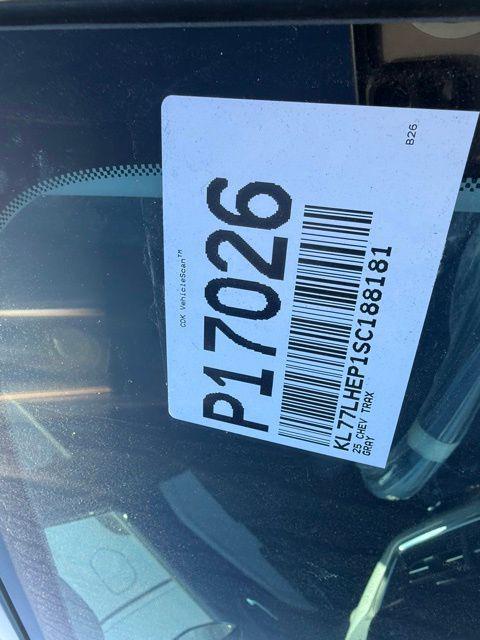 CDK VehicleScan™
P17026
KL77LHEP1SC188181
25 CHEV TRAX
GRAY
B26